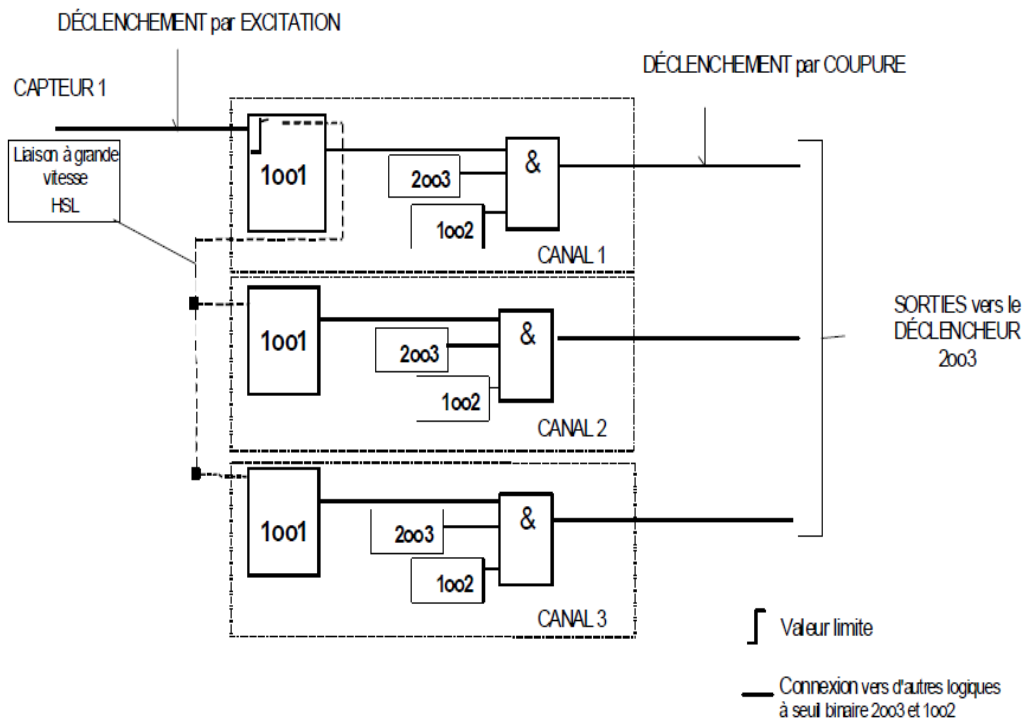 DÉCLENCHEMENT par EXCITATION
DÉCLENCHEMENT par COUPURE
CAPTEUR 1
Liaison à grande
vitesse
HSL
1oo1
2oo3
1oo2
&
CANAL 1
1oo1
2oo3
1oo2
&
CANAL 2
SORTIES vers le
DÉCLENCHEUR
2oo3
1oo1
2oo3
1oo2
&
CANAL 3
Valeur limite
Connexion vers d'autres logiques
à seuil binaire 2oo3 et 1oo2